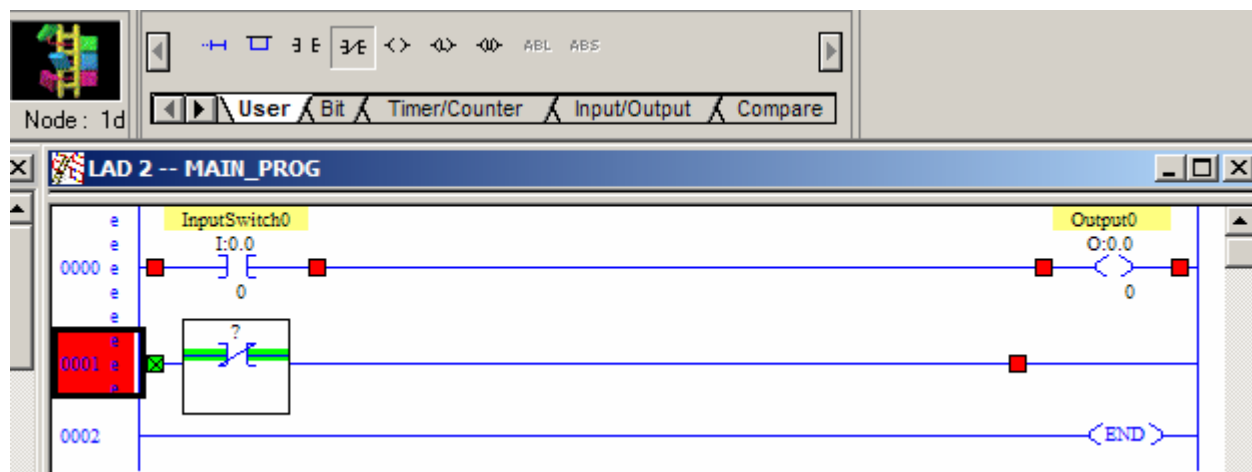 ABL ABS
Node: 1d
User Bit Timer/Counter Input/Output Compare
LAD 2 -- MAIN_PROG
e
InputSwitch0 Output0
e
I:0.0 O:0.0
0000 e
e
0 0
e
e
?
0001 e
e
0002 END